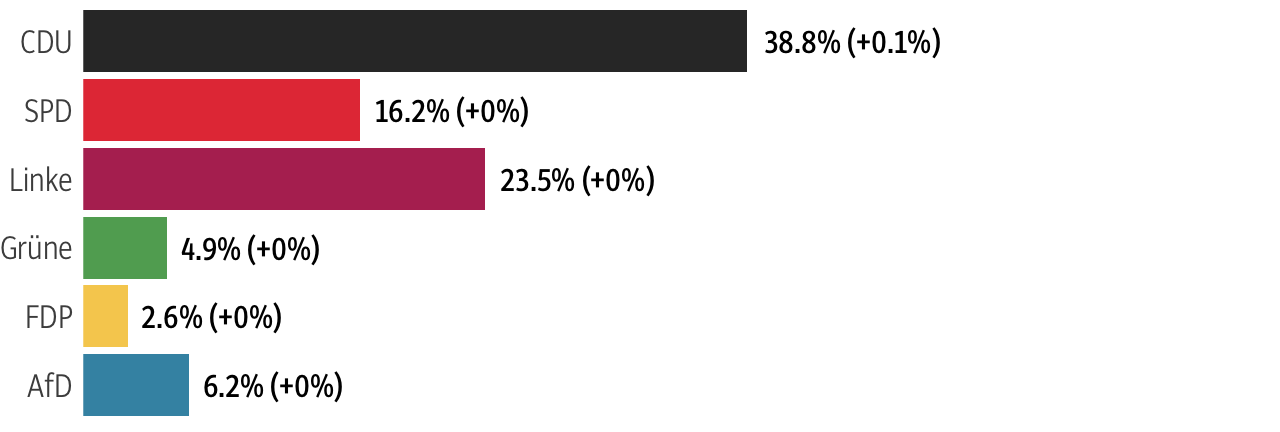 CDU 38.8% (+0.1%)
SPD 16.2% (+0%)
Linke 23.5% (+0%)
Grüne 4.9% (+0%)
FDP 2.6% (+0%)
AfD 6.2% (+0%)